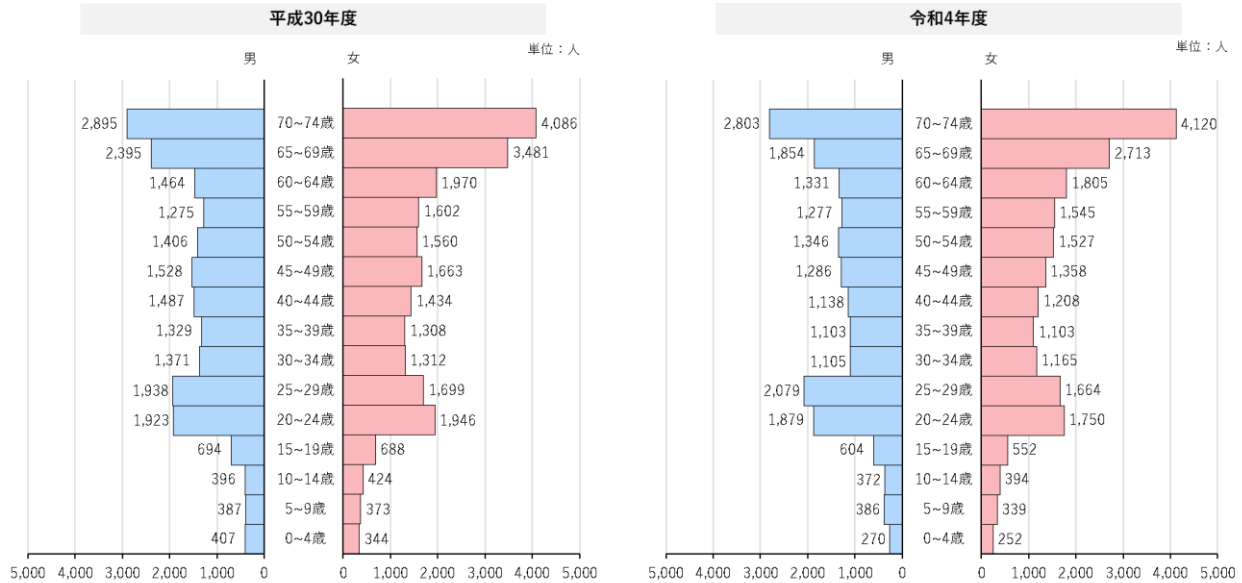 平成30年度
令和4年度
男 女 単位：人
男 女 単位：人
2,895 70~74歳 4,086
2,395 65~69歳 3,481
1,464 60~64歳 1,970
1,275 55~59歳 1,602
1,406 50~54歳 1,560
1,528 45~49歳 1,663
1,487 40~44歳 1,434
1,329 35~39歳 1,308
1,371 30~34歳 1,312
1,938 25~29歳 1,699
1,923 20~24歳 1,946
694 15~19歳 688
396 10~14歳 424
387 5~9歳 373
407 0~4歳 344
5,000 4,000 3,000 2,000 1,000 0 0 1,000 2,000 3,000 4,000 5,000
2,803 70~74歳 4,120
1,854 65~69歳 2,713
1,331 60~64歳 1,805
1,277 55~59歳 1,545
1,346 50~54歳 1,527
1,286 45~49歳 1,358
1,138 40~44歳 1,208
1,103 35~39歳 1,103
1,105 30~34歳 1,165
2,079 25~29歳 1,664
1,879 20~24歳 1,750
604 15~19歳 552
372 10~14歳 394
386 5~9歳 339
270 0~4歳 252
5,000 4,000 3,000 2,000 1,000 0 0 1,000 2,000 3,000 4,000 5,000